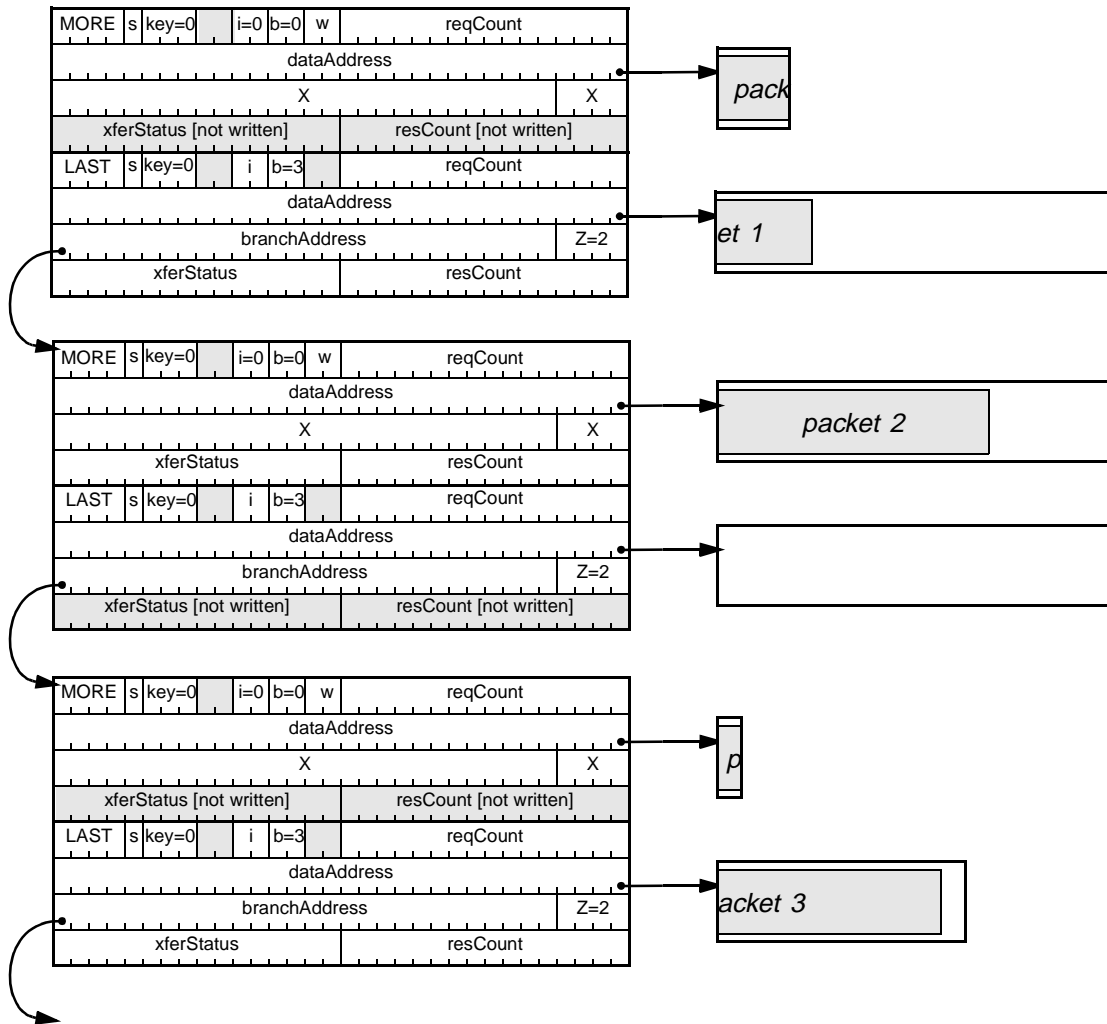 MORE s key=0 i=0 b=0 w reqCount
dataAddress
X X
pack
xferStatus [not written] resCount [not written]
LAST s key=0 i b=3 reqCount
dataAddress
et 1
branchAddress Z=2
xferStatus resCount
MORE s key=0 i=0 b=0 w reqCount
dataAddress
packet 2
X X
xferStatus resCount
LAST s key=0 i b=3 reqCount
dataAddress
branchAddress Z=2
xferStatus [not written] resCount [not written]
MORE s key=0 i=0 b=0 w reqCount
dataAddress
p
X X
xferStatus [not written] resCount [not written]
LAST s key=0 i b=3 reqCount
dataAddress
acket 3
branchAddress Z=2
xferStatus resCount